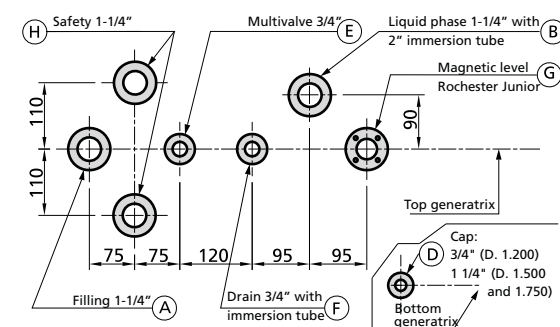 H
Safety 1-1/4”
Multivalve 3/4”
E
Liquid phase 1-1/4” with
2” immersion tube
B
Magnetic level
Rochester Junior
G
110
110
90
75
75
120
95
95
Top generatrix
Filling 1-1/4”
A
Drain 3/4” with
immersion tube
F
Cap:
3/4" (D. 1.200)
1 1/4" (D. 1.500
and 1.750)
D
Bottom
generatrix